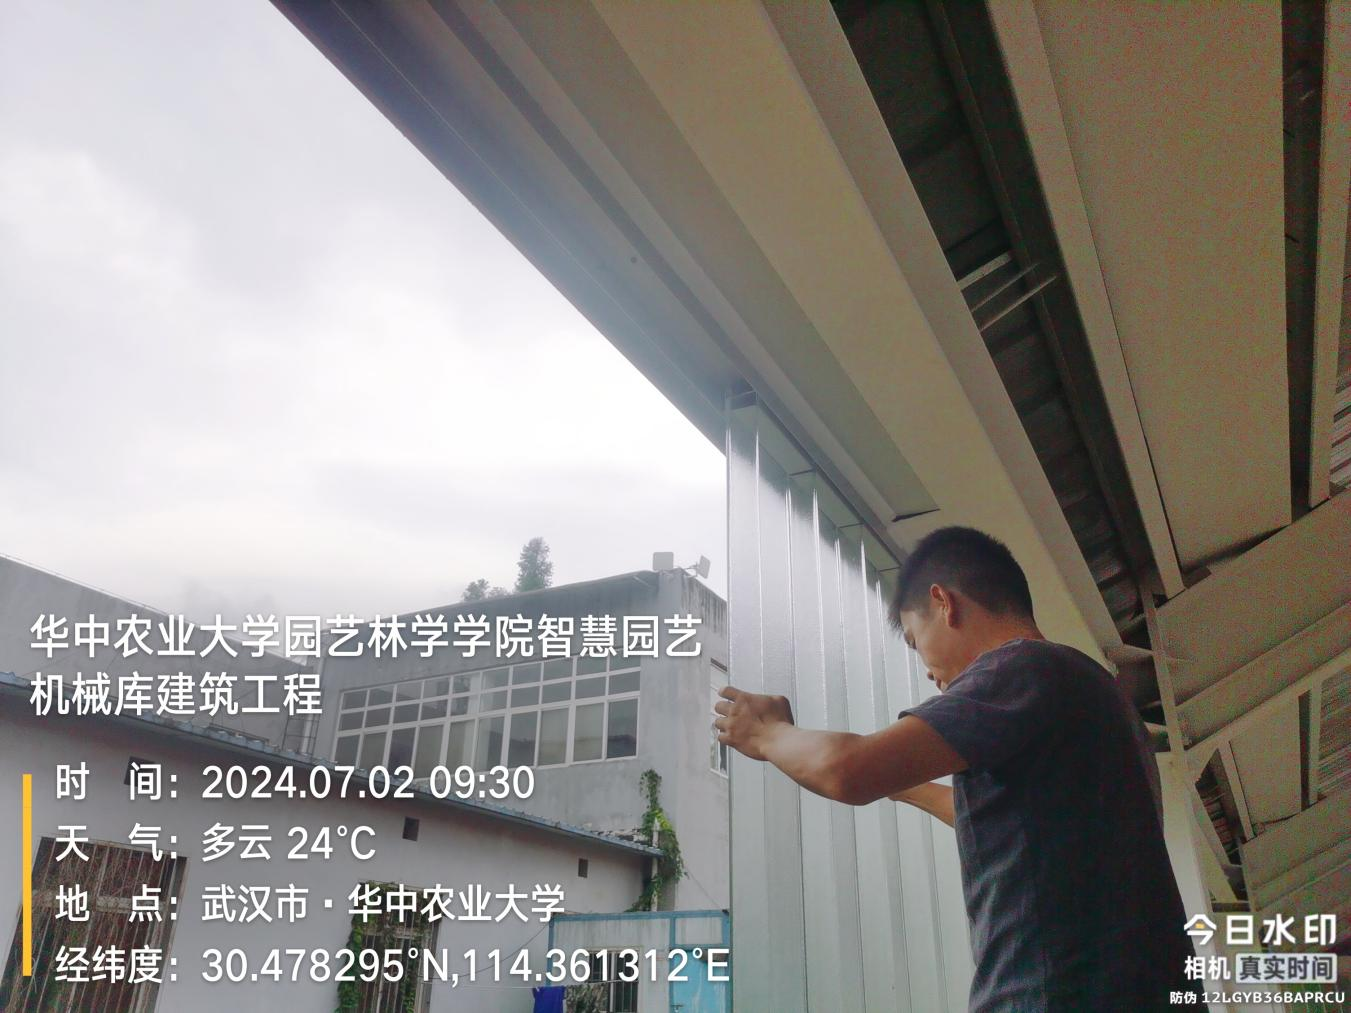 华中农业大学园艺林学学院智慧园艺
机械库建筑工程
时 间：2024.07.02 09:30
天 气：多云 24°C
地 点：武汉市·华中农业大学
经纬度：30.478295°N,114.361312°E
今日水印
相机 真实时间
防伪 12LGYB36BAPRCU